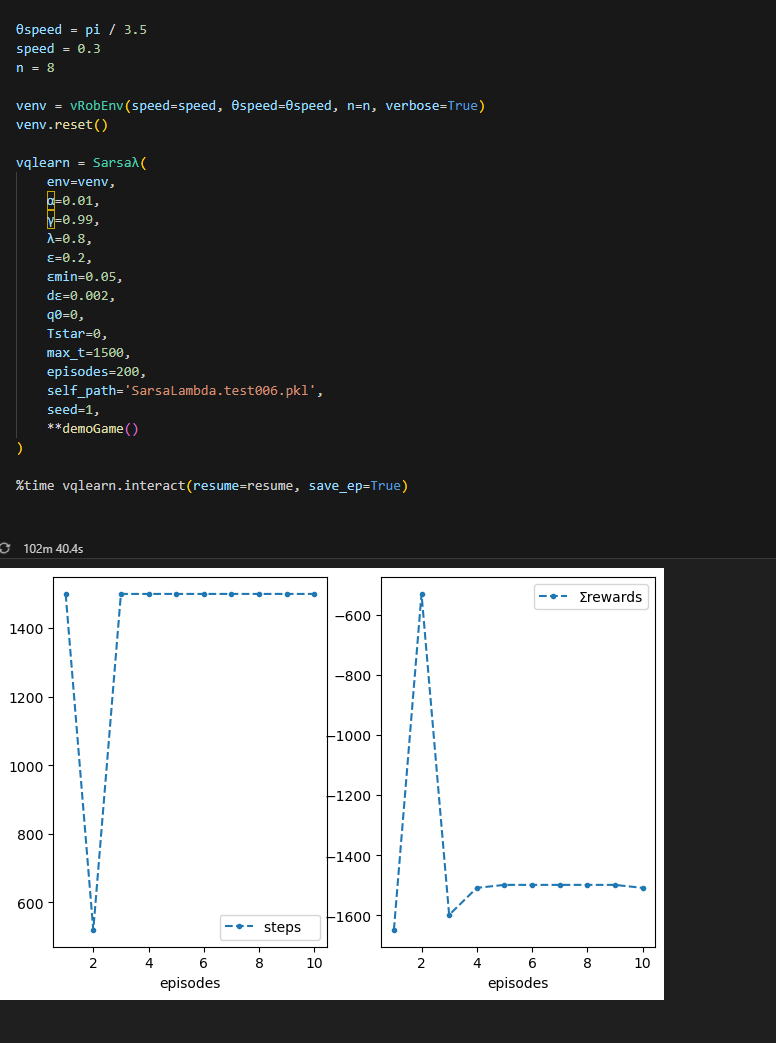 θspeed = pi / 3.5
speed = 0.3
n = 8
venv = vRobEnv(speed=speed, θspeed=θspeed, n=n, verbose=True)
venv.reset()
vqlearn = Sarsaλ(
env=venv,
α=0.01,
γ=0.99,
λ=0.8,
ε=0.2,
εmin=0.05,
dε=0.002,
q0=0,
Tstar=0,
max_t=1500,
episodes=200,
self_path='SarsaLambda.test006.pkl',
seed=1,
**demoGame()
)
%time vqlearn.interact(resume=resume, save_ep=True)
102m 40.4s
1400
1200
1000
800
600
steps
2 4 6 8 10
episodes
Σrewards
−600
−800
−1000
−1200
−1400
−1600
2 4 6 8 10
episodes